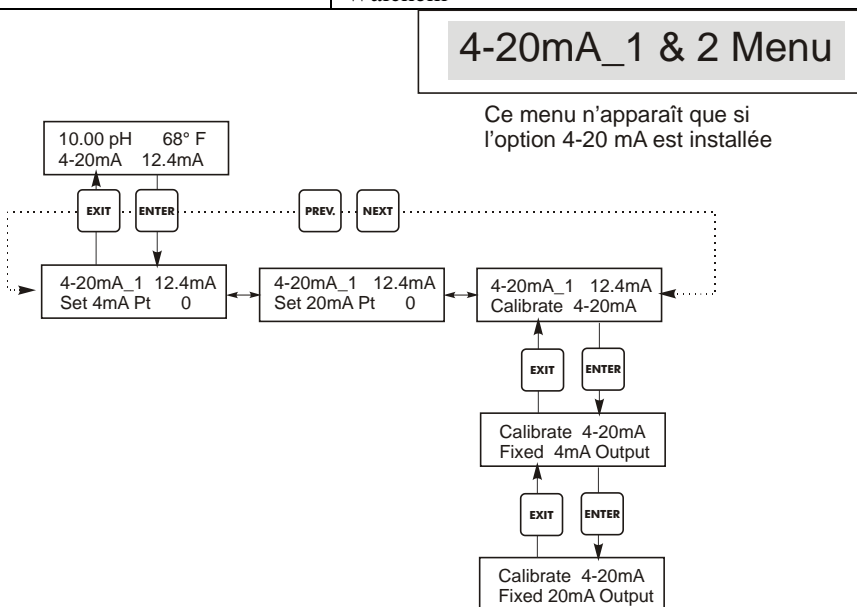 4-20mA_1 & 2 Menu
Ce menu n'apparaît que si
l'option 4-20 mA est installée
10.00 pH 68° F
4-20mA 12.4mA
EXIT
ENTER
PREV.
NEXT
4-20mA_1 12.4mA
Set 4mA Pt 0
4-20mA_1 12.4mA
Set 20mA Pt 0
4-20mA_1 12.4mA
Calibrate 4-20mA
EXIT
ENTER
Calibrate 4-20mA
Fixed 4mA Output
EXIT
ENTER
Calibrate 4-20mA
Fixed 20mA Output